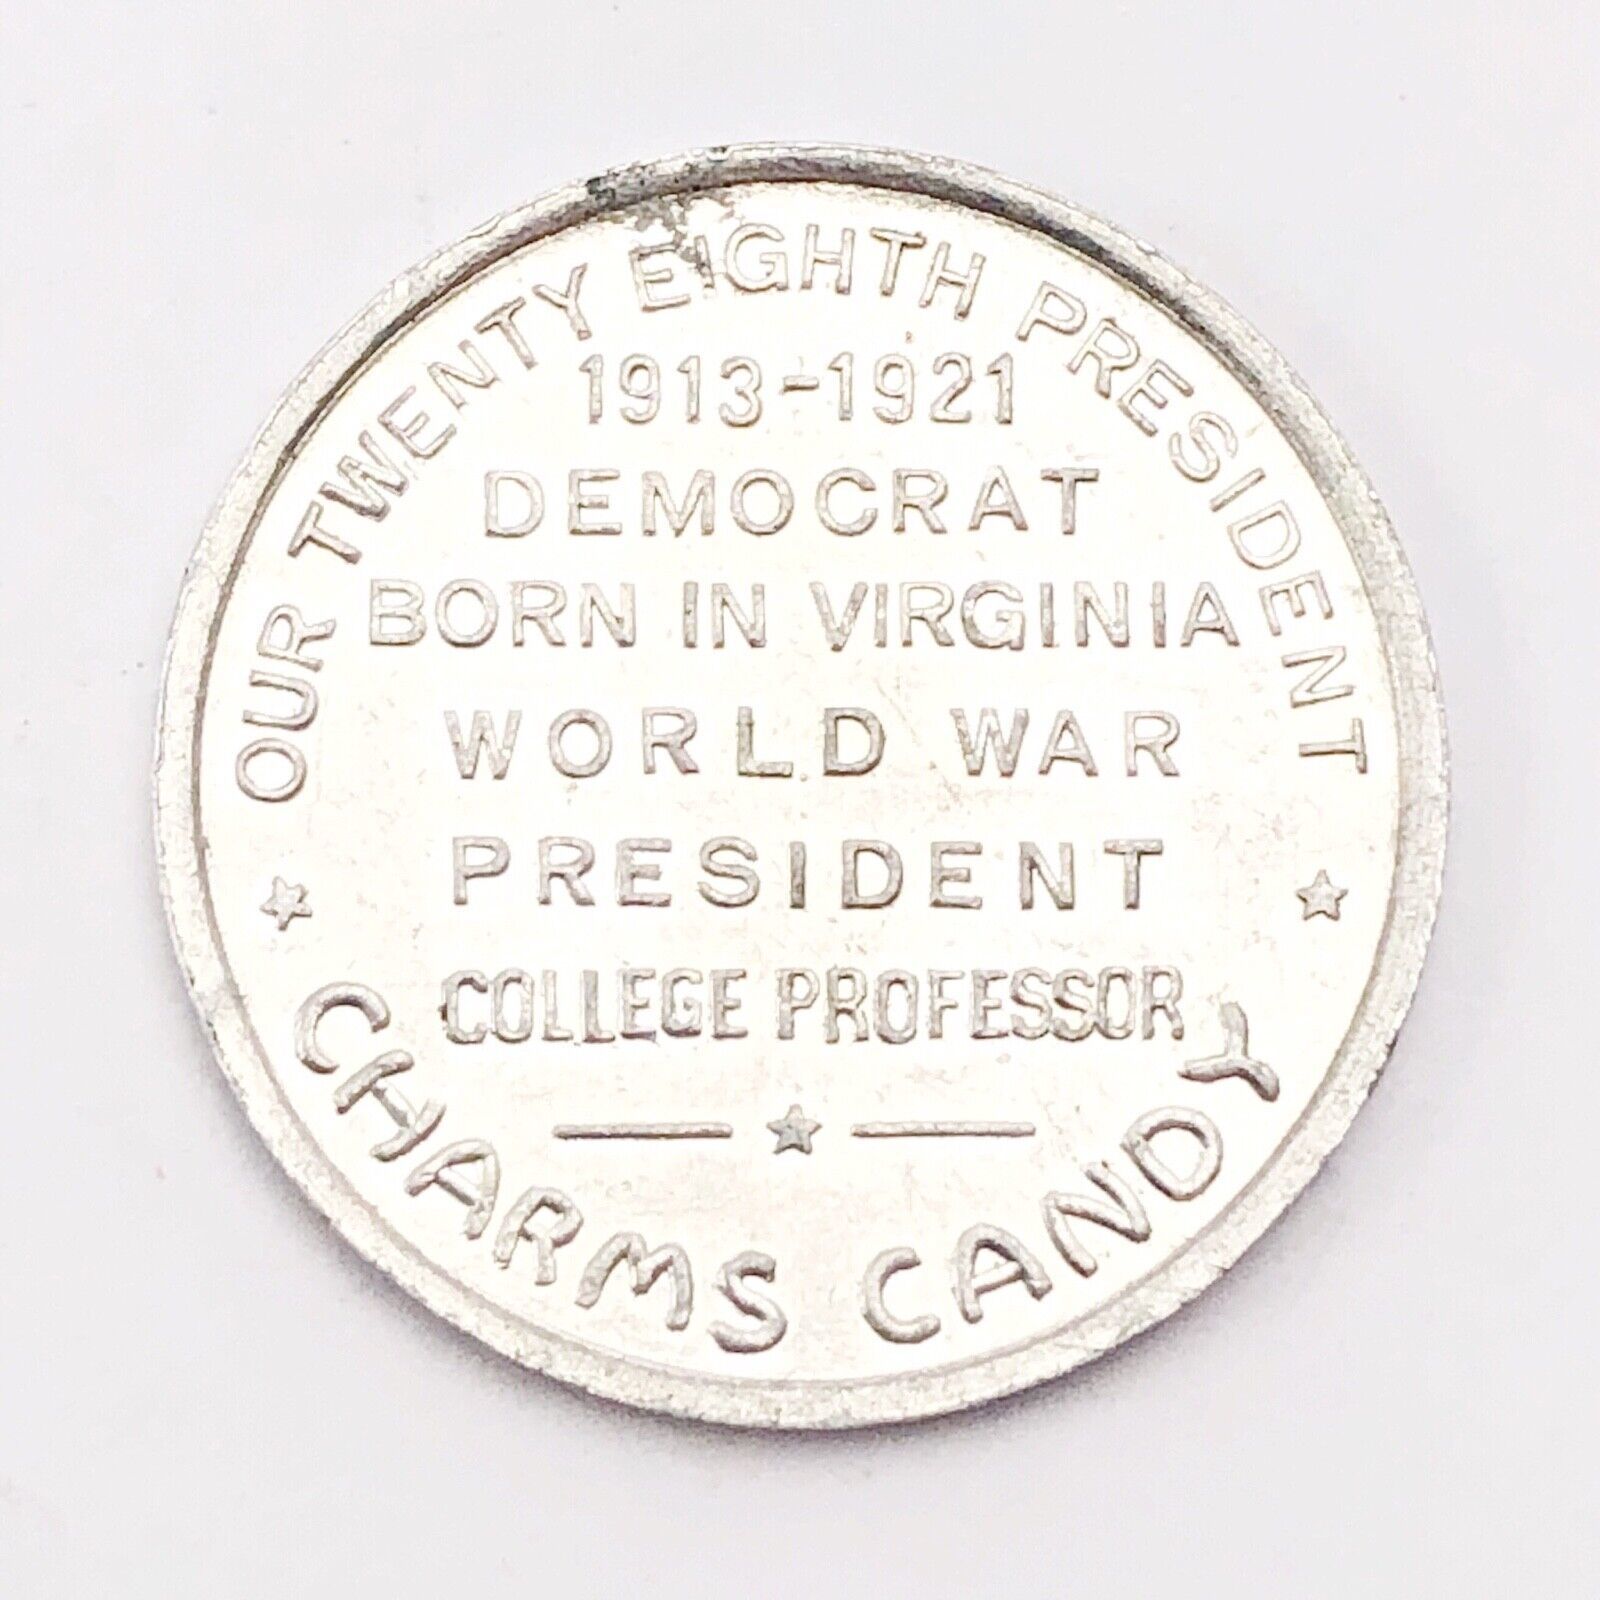 OUR TWENTY EIGHTH PRESIDENT
1913-1921
DEMOCRAT
BORN IN VIRGINIA
WORLD WAR
PRESIDENT
COLLEGE PROFESSOR
CHARMS CANDY